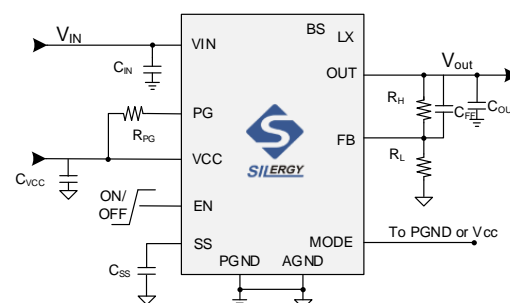 VIN
VIN
CIN
PG
RPG
VCC
CVCC
ON/
OFF
EN
SS
CSS
BS
LX
OUT
Vout
RH
CFF
COU
FB
RL
SILERGY
MODE
To PGND or Vcc
PGND
AGND